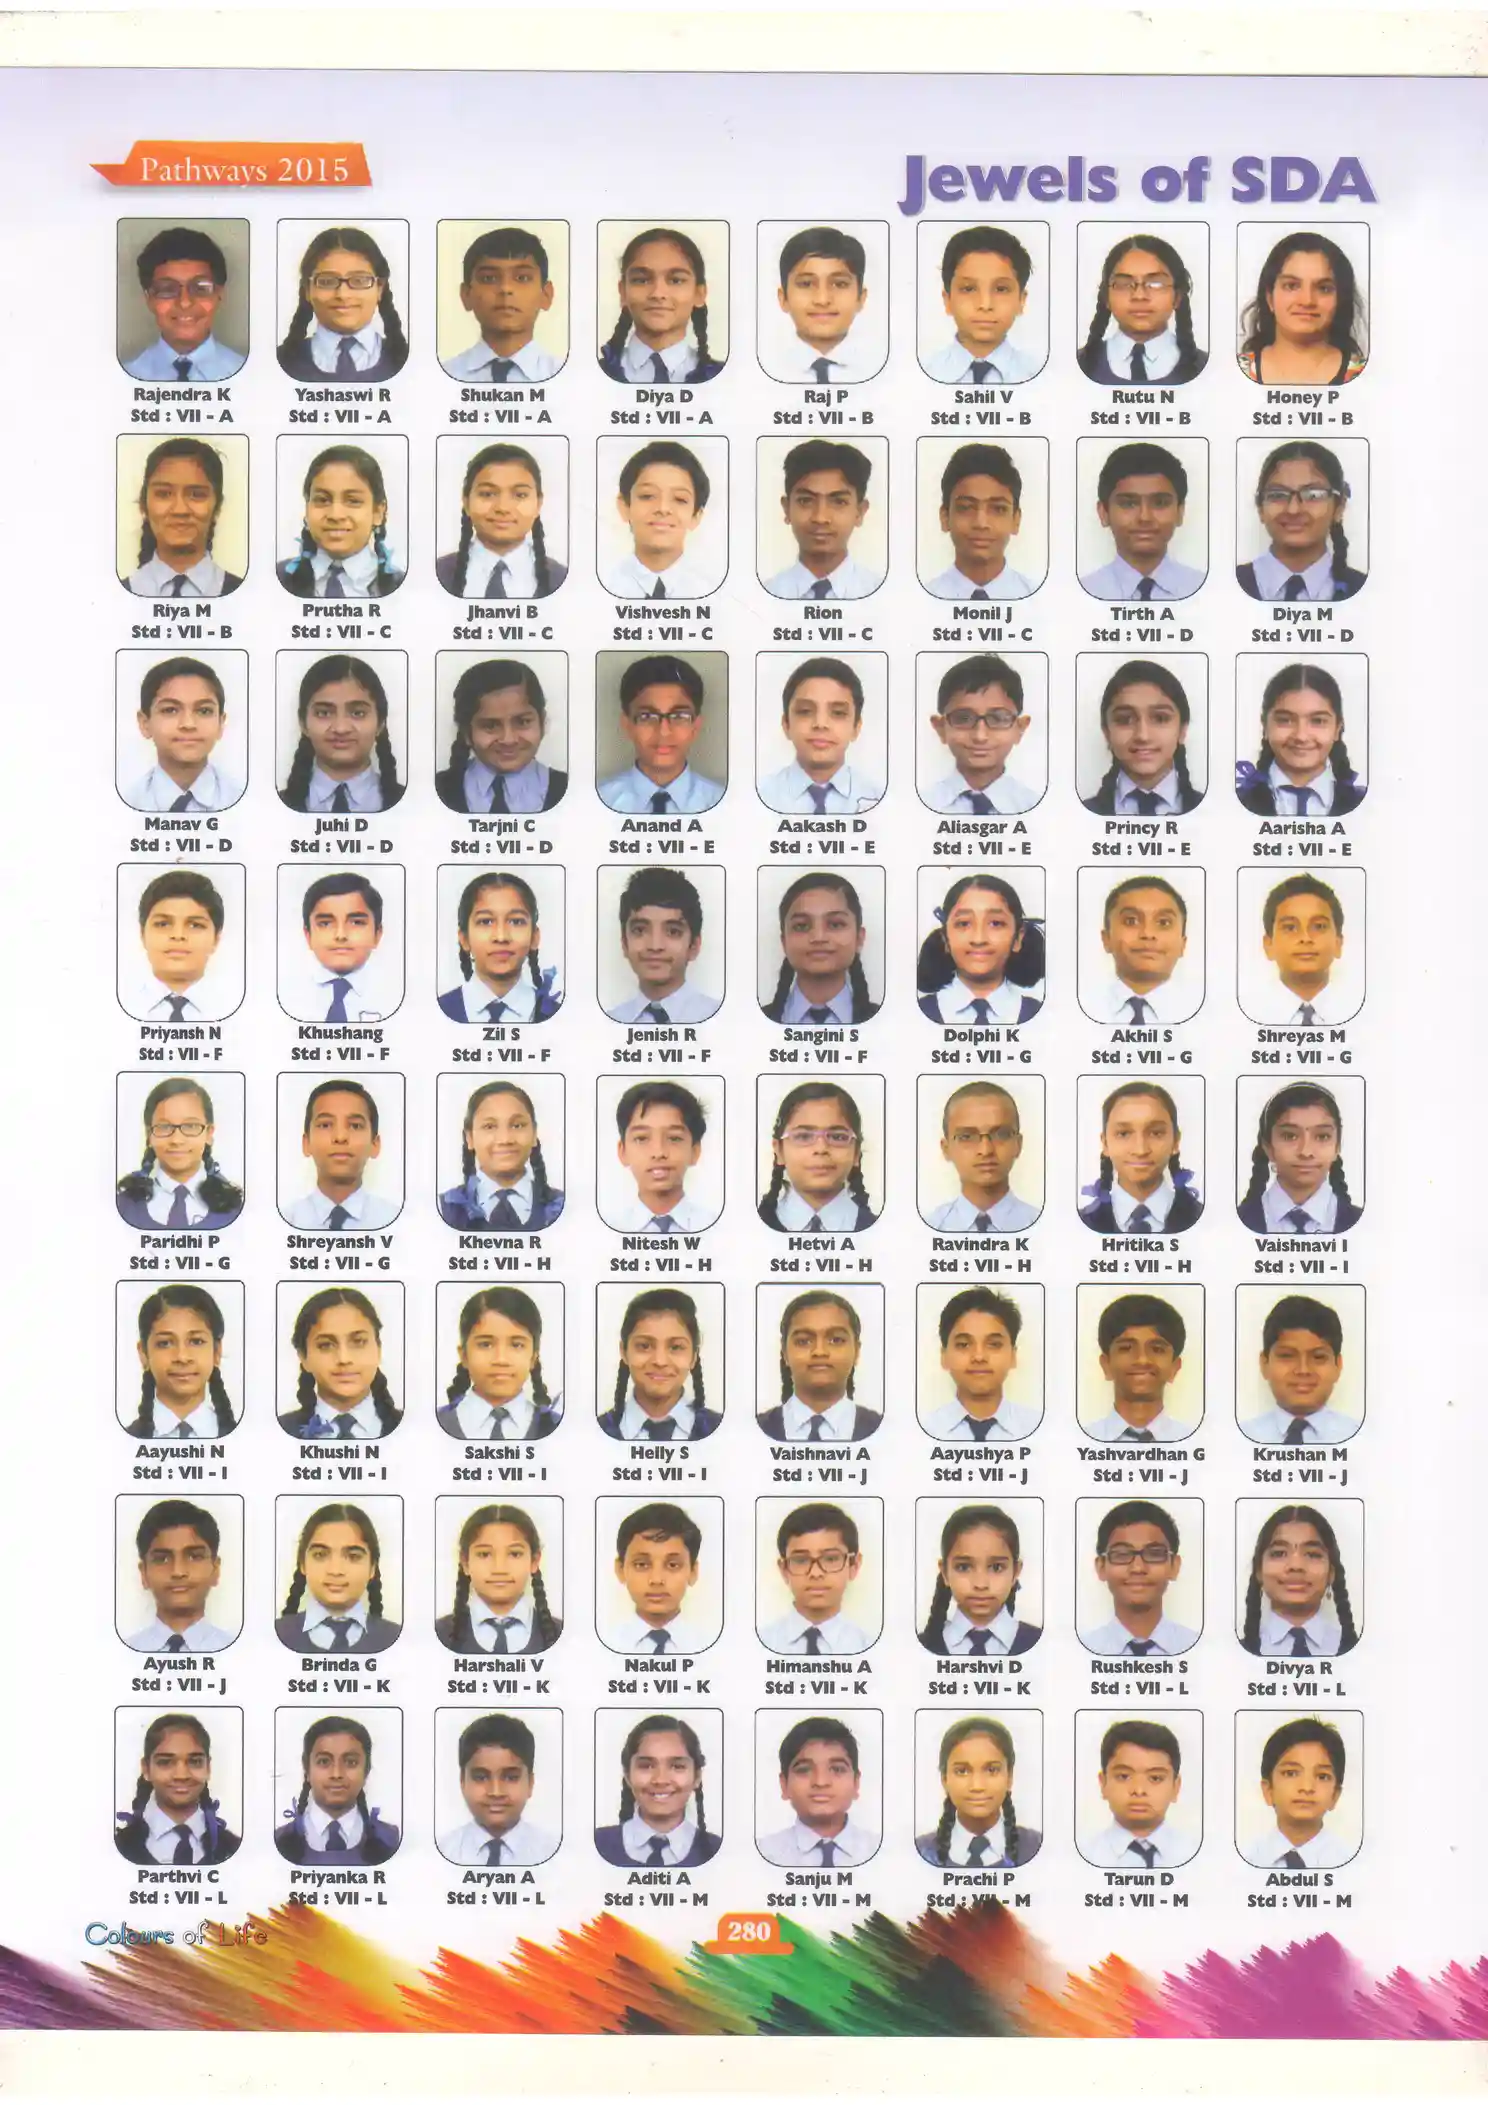 Pathways 2015
Jewels of SDA
Rajendra K Yashaswi R Shukan M Diya D Raj P Sahil V Rutu N Honey P
Std : VII - A Std : VII - A Std : VII - A Std : VII - A Std : VII - B Std : VII - B Std : VII - B Std : VII - B
Riya M Prutha R Jhanvi B Vishvesh N Rion Monil J Tirth A Diya M
Std : VII - B Std : VII - C Std : VII - C Std : VII - C Std : VII - C Std : VII - C Std : VII - D Std : VII - D
Manav G Juhi D Tarjni C Anand A Aakash D Aliasgar A Princy R Aarisha A
Std : VII - D Std : VII - D Std : VII - D Std : VII - E Std : VII - E Std : VII - E Std : VII - E Std : VII - E
Priyansh N Khushang Zil S Jenish R Sangini S Dolphi K Akhil S Shreyas M
Std : VII - F Std : VII - F Std : VII - F Std : VII - F Std : VII - F Std : VII - G Std : VII - G Std : VII - G
Paridhi P Shreyansh V Khevna R Nitesh W Hetvi A Ravindra K Hritika S Vaishnavi I
Std : VII - G Std : VII - G Std : VII - H Std : VII - H Std : VII - H Std : VII - H Std : VII - H Std : VII - I
Aayushi N Khushi N Sakshi S Helly S Vaishnavi A Aayushya P Yashvardhan G Krushan M
Std : VII - I Std : VII - I Std : VII - I Std : VII - I Std : VII - J Std : VII - J Std : VII - J Std : VII - J
Ayush R Brinda G Harshali V Nakul P Himanshu A Harshvi D Rushkesh S Divya R
Std : VII - J Std : VII - K Std : VII - K Std : VII - K Std : VII - K Std : VII - K Std : VII - L Std : VII - L
Parthvi C Priyanka R Aryan A Aditi A Sanju M Prachi P Tarun D Abdul S
Std : VII - L Std : VII - L Std : VII - L Std : VII - M Std : VII - M Std : VII - M Std : VII - M Std : VII - M
Colours of Life
280